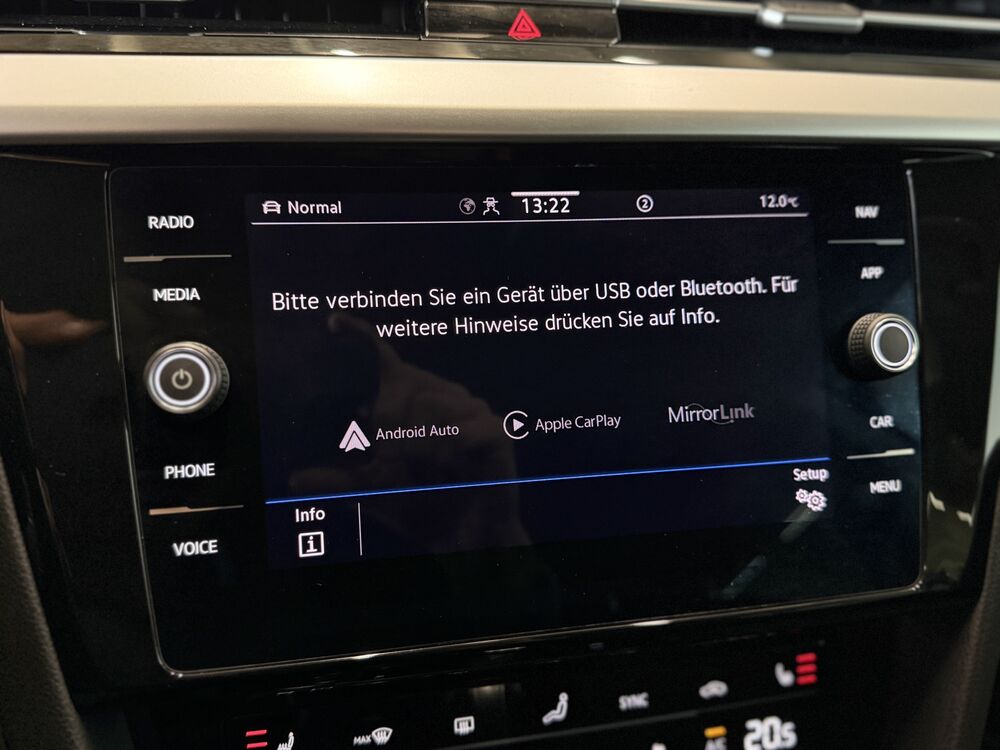 RADIO
MEDIA
PHONE
VOICE
Normal
13:22
2
12.0°C
Bitte verbinden Sie ein Gerät über USB oder Bluetooth. Für
weitere Hinweise drücken Sie auf Info.
Android Auto
Apple CarPlay
MirrorLink
Info
i
Setup
NAV
APP
CAR
MENU
MAX
SYNC
20